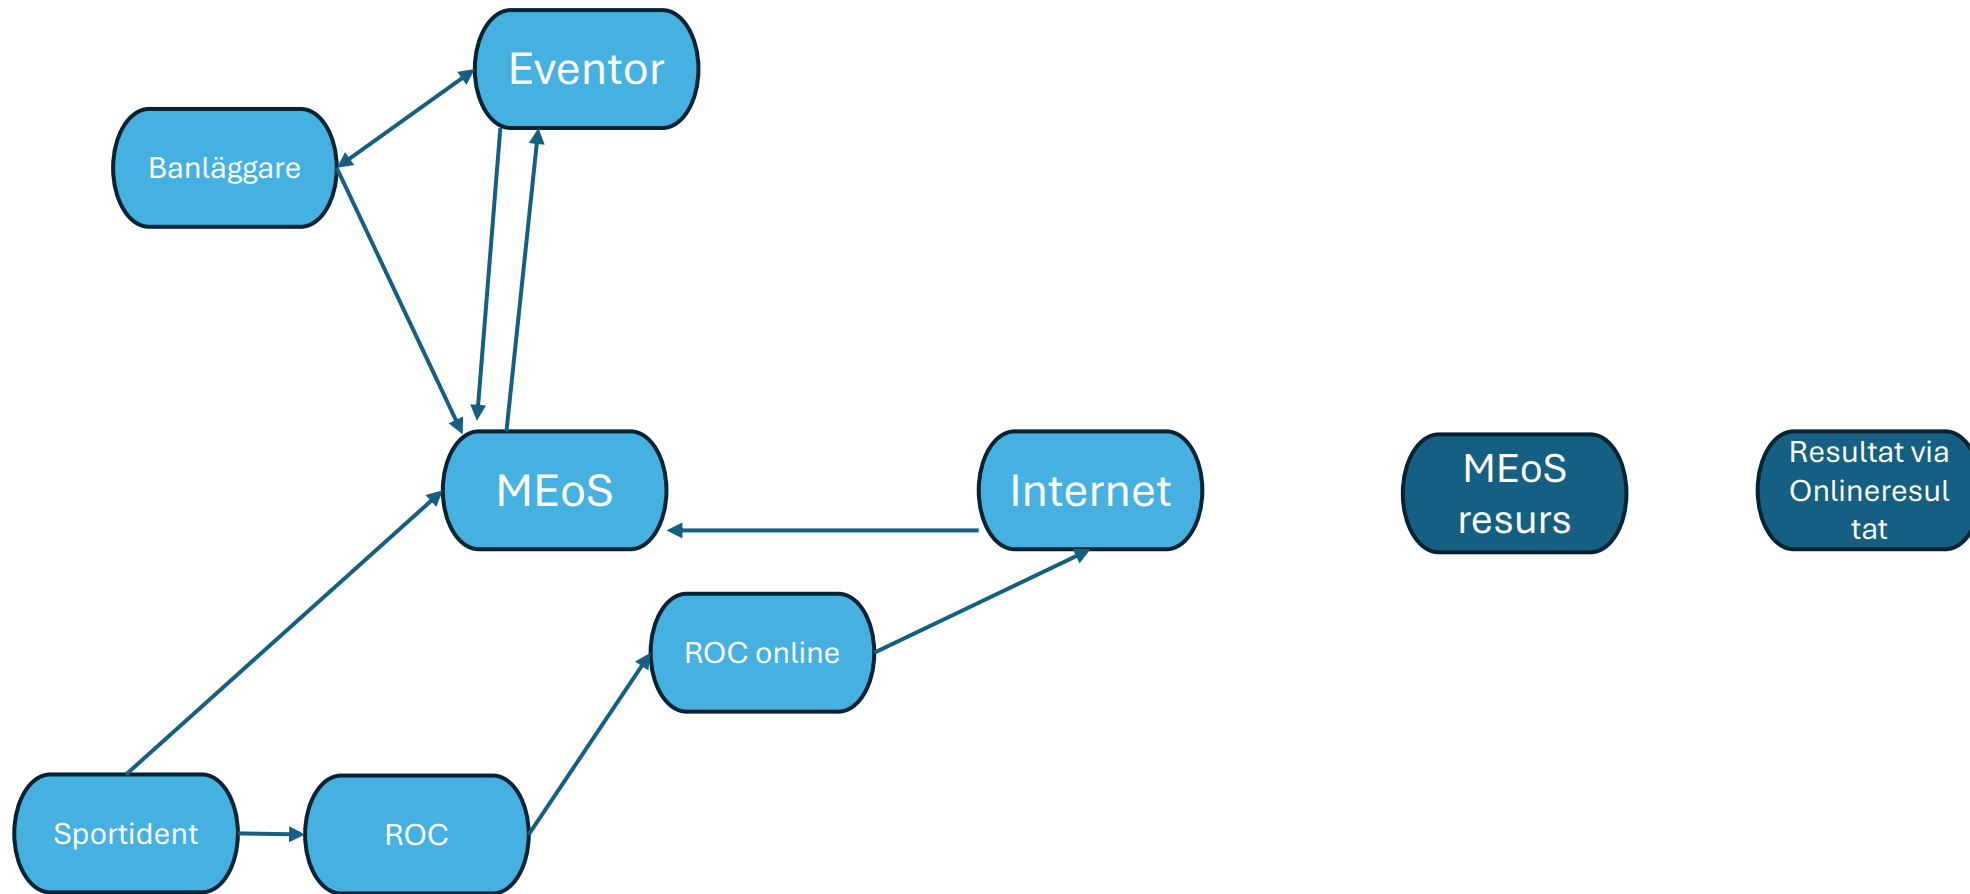 Eventor
Banläggare
MEoS
Internet
MEoS
resurs
Resultat via
Onlineresul
tat
ROC online
Sportident
ROC